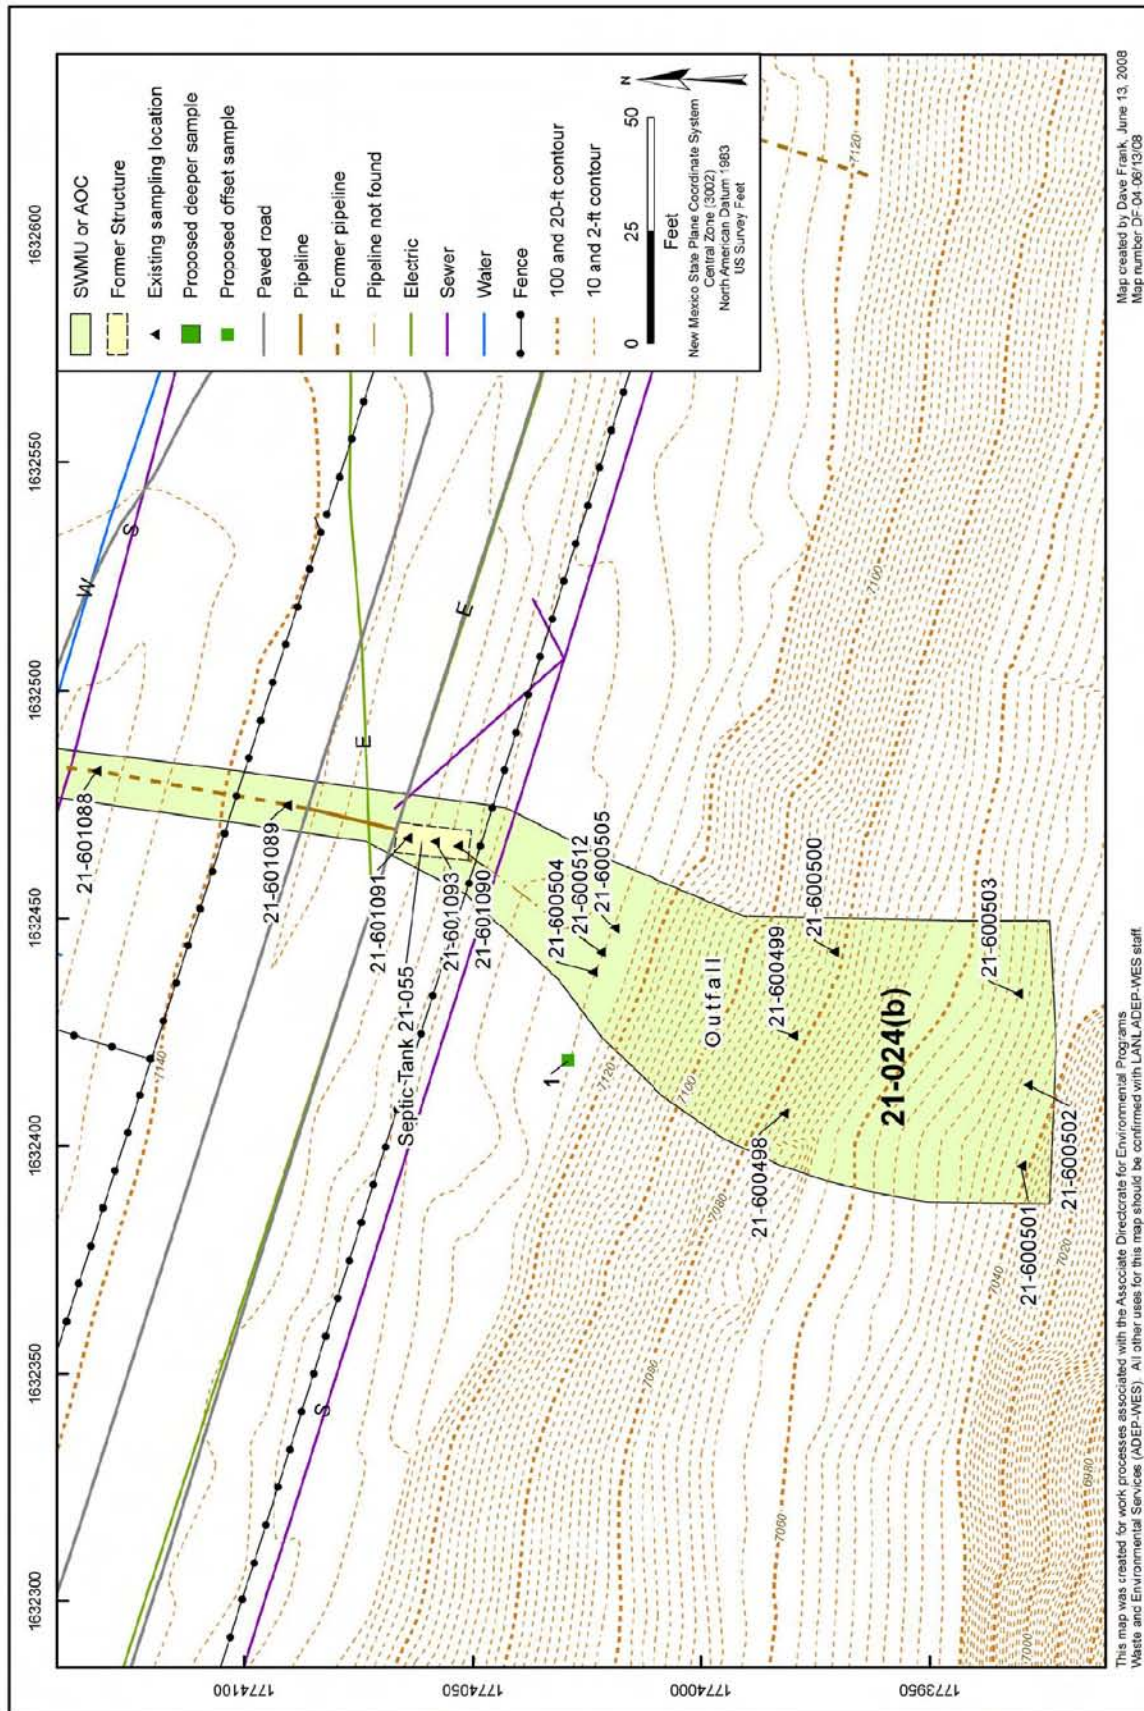 1632300
1632350
1632400
1632450
1632500
1632550
1632600
1774100
1774050
1774000
1773950
SWMU or AOC
Former Structure
Existing sampling location
Proposed deeper sample
Proposed offset sample
Paved road
Pipeline
Former pipeline
Pipeline not found
Electric
Sewer
Water
Fence
100 and 20-ft contour
10 and 2-ft contour
0
25
50
Feet
N
New Mexico State Plane Coordinate System
Central Zone (3002)
North American Datum 1983
US Survey Feet
W
S
E
E
S
21-601088
21-601089
21-601091
Septic Tank 21-055
21-601093
21-601090
21-600504
21-600512
21-600505
1
Outfall
21-600498
21-600499
21-600500
21-024(b)
21-600501
21-600502
21-600503
7140
7120
7100
7080
7080
7060
7040
7020
7000
6980
7100
7120
This map was created for work processes associated with the Associate Directorate for Environmental Programs
Waste and Environmental Services (ADEP-WES). All other uses for this map should be confirmed with LANL ADEP-WES staff.
Map created by Dave Frank, June 13, 2008
Map number DF-04-06/13/08